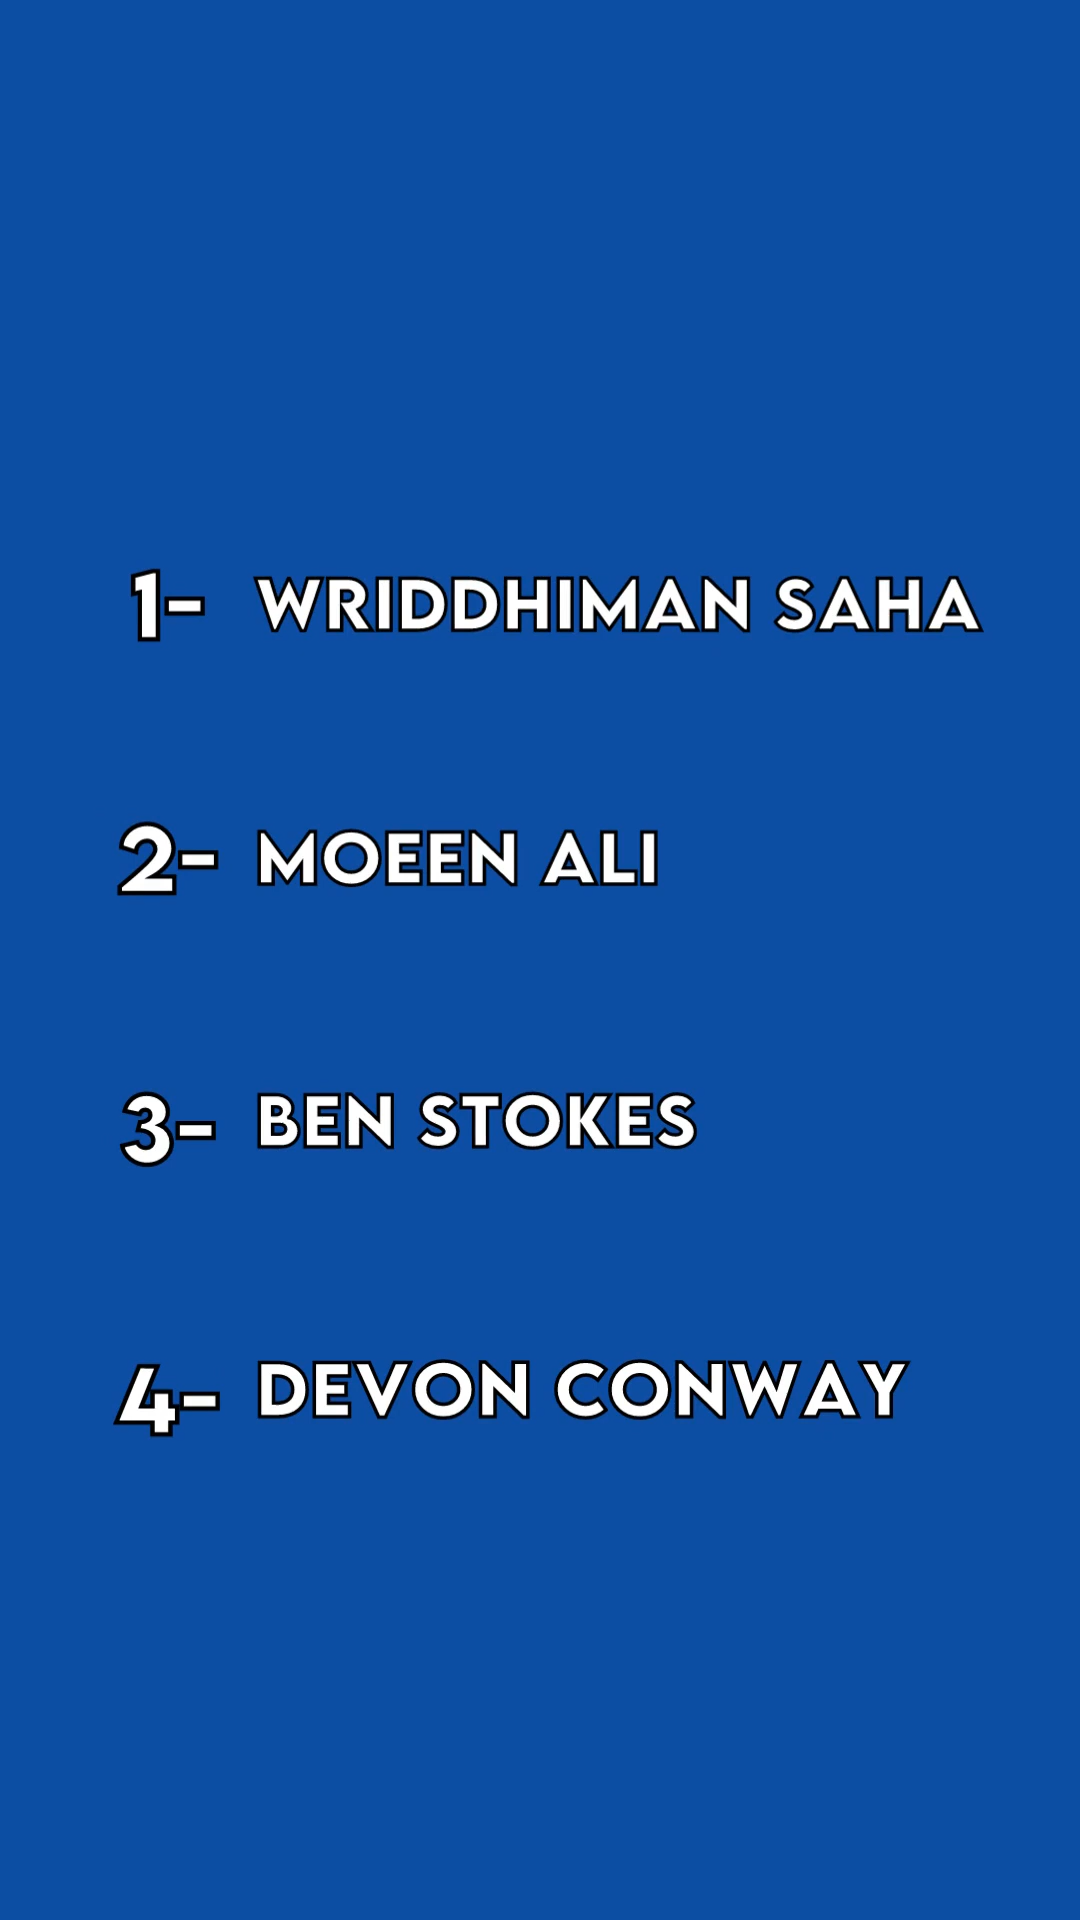 1- WRIDDHIMAN SAHA
2- MOEEN ALI
3- BEN STOKES
4- DEVON CONWAY